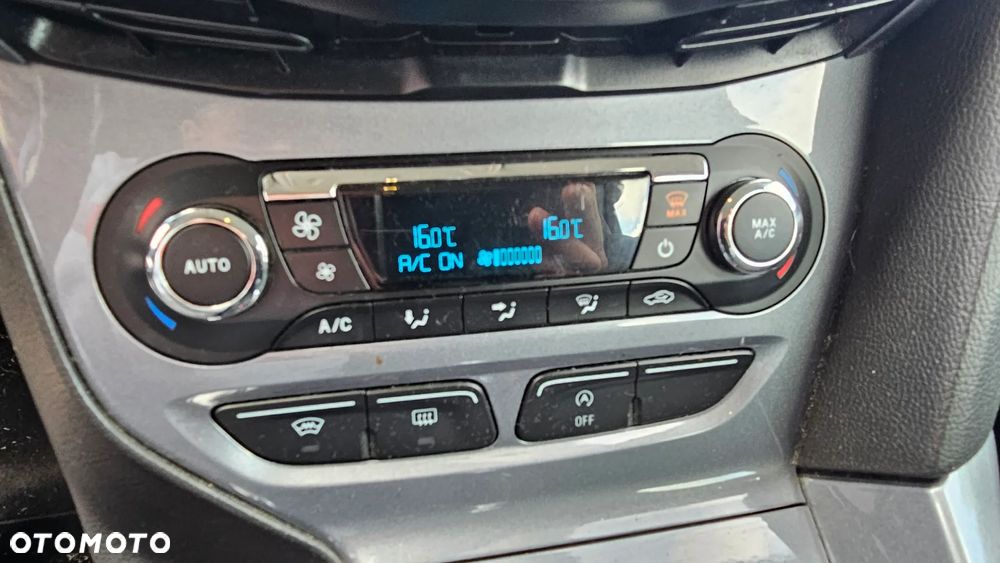 16.0℃ 16.0℃
A/C ON
MAX
AUTO
MAX
A/C
A/C
OFF
OTOMOTO